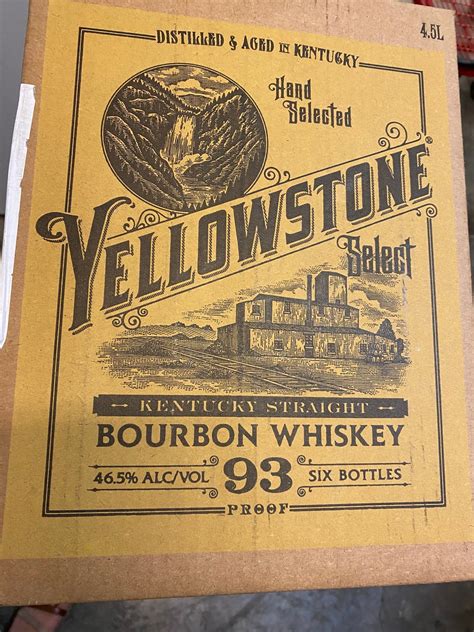 4.5L
DISTILLED & AGED IN KENTUCKY
Hand
Selected
YELLOWSTONE®
Select
KENTUCKY STRAIGHT
BOURBON WHISKEY
46.5% ALC/VOL 93 SIX BOTTLES
PROOF